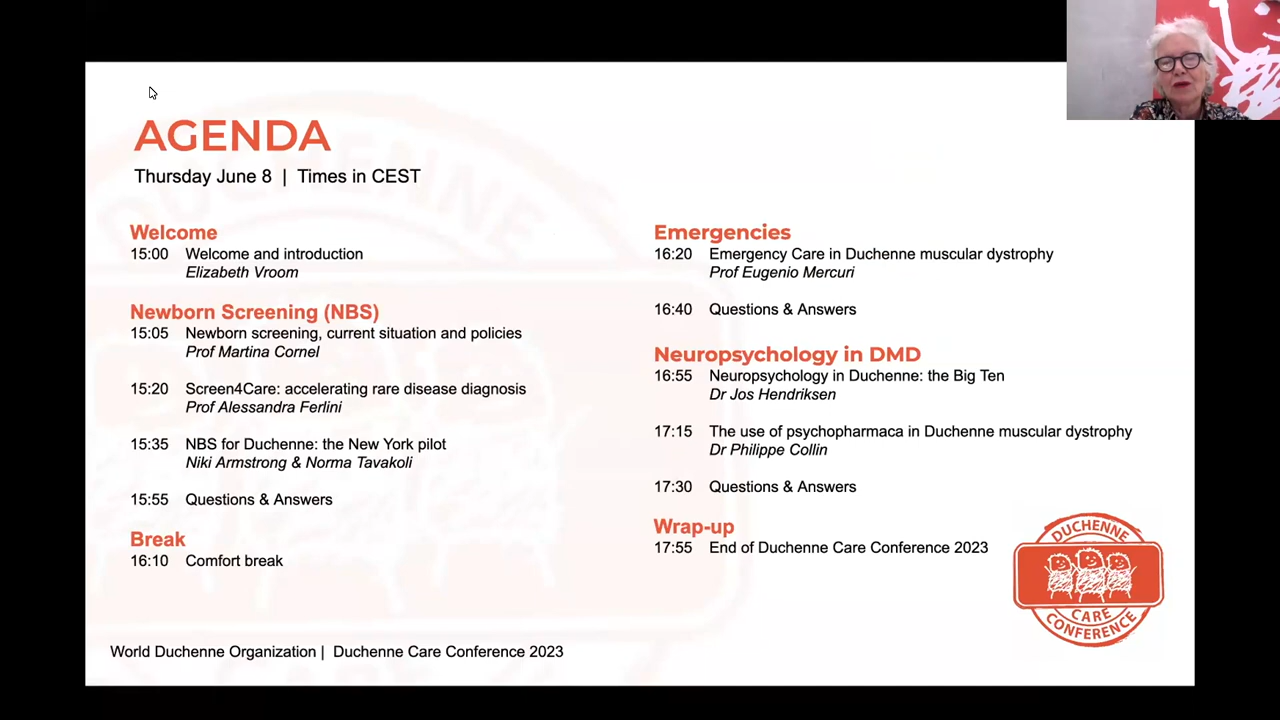 AGENDA
Thursday June 8 | Times in CEST
Welcome
15:00 Welcome and introduction
Elizabeth Vroom
Newborn Screening (NBS)
15:05 Newborn screening, current situation and policies
Prof Martina Cornel
15:20 Screen4Care: accelerating rare disease diagnosis
Prof Alessandra Ferlini
15:35 NBS for Duchenne: the New York pilot
Niki Armstrong & Norma Tavakoli
15:55 Questions & Answers
Break
16:10 Comfort break
Emergencies
16:20 Emergency Care in Duchenne muscular dystrophy
Prof Eugenio Mercuri
16:40 Questions & Answers
Neuropsychology in DMD
16:55 Neuropsychology in Duchenne: the Big Ten
Dr Jos Hendriksen
17:15 The use of psychopharmaca in Duchenne muscular dystrophy
Dr Philippe Collin
17:30 Questions & Answers
Wrap-up
17:55 End of Duchenne Care Conference 2023
DUCHENNE
CARE
CONFERENCE
World Duchenne Organization | Duchenne Care Conference 2023